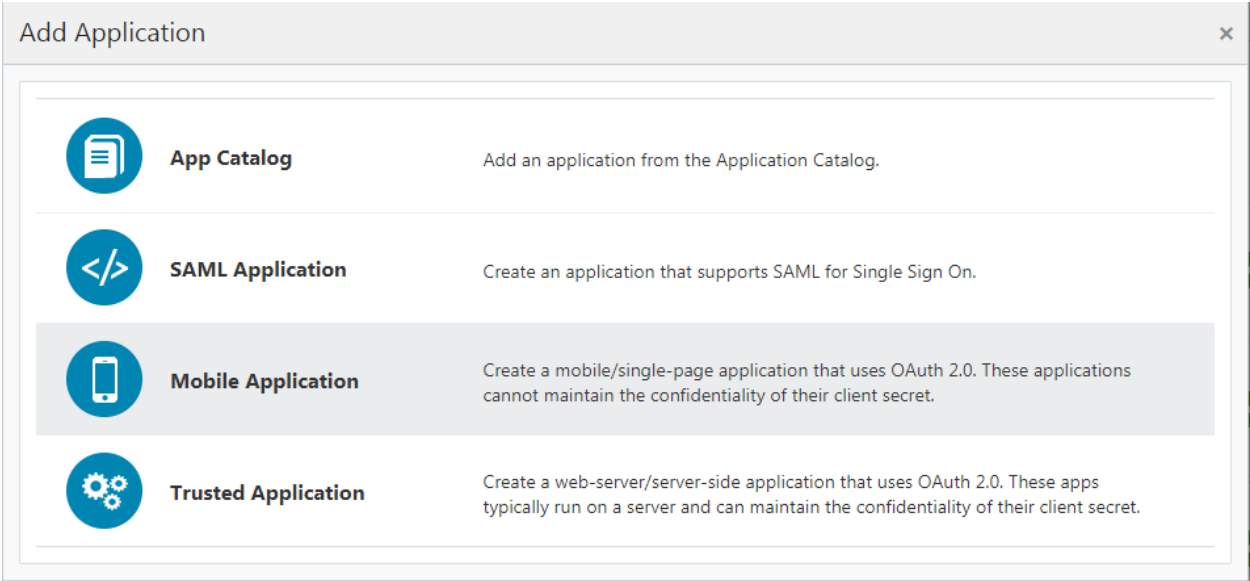 Add Application
×
App Catalog
Add an application from the Application Catalog.
</>
SAML Application
Create an application that supports SAML for Single Sign On.
Mobile Application
Create a mobile/single-page application that uses OAuth 2.0. These applications
cannot maintain the confidentiality of their client secret.
Trusted Application
Create a web-server/server-side application that uses OAuth 2.0. These apps
typically run on a server and can maintain the confidentiality of their client secret.